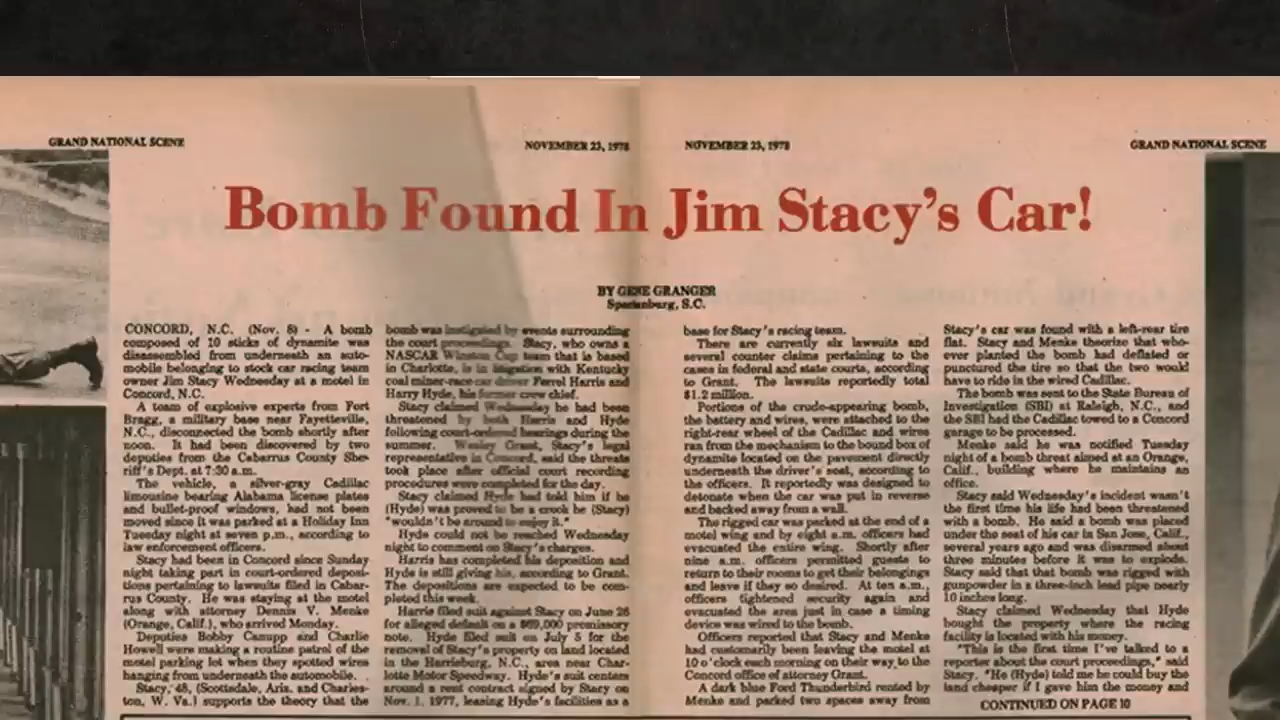 GRAND NATIONAL SCENE
NOVEMBER 23, 1978
NOVEMBER 23, 1978
GRAND NATIONAL SCENE
Bomb Found In Jim Stacy's Car!
BY GENE GRANGER
Spartanburg, S.C.
CONCORD, N.C. (Nov. 8) - A bomb
composed of 10 sticks of dynamite was
disassembled from underneath an auto-
mobile belonging to stock car racing team
owner Jim Stacy Wednesday at a motel in
Concord, N.C.
A team of explosive experts from Fort
Bragg, a military base near Fayetteville,
N.C., disconnected the bomb shortly after
noon. It had been discovered by two
deputies from the Cabarrus County She-
riff's Dept. at 7:30 a.m.
The vehicle, a silver-gray Cadillac
limousine bearing Alabama license plates
and bullet-proof windows, had not been
moved since it was parked at a Holiday Inn
Tuesday night at seven p.m., according to
law enforcement officers.
Stacy had been in Concord since Sunday
night taking part in court-ordered deposi-
tions pertaining to lawsuits filed in Cabar-
rus County. He was staying at the motel
along with attorney Dennis V. Menke
(Orange, Calif.), who arrived Monday.
Deputies Bobby Canupp and Charlie
Howell were making a routine patrol of the
motel parking lot when they spotted wires
hanging from underneath the automobile.
Stacy, 48, (Scottsdale, Ariz. and Charles-
ton, W. Va.) supports the theory that the
bomb was instigated by events surrounding
the court proceedings. Stacy, who owns a
NASCAR Winston Cup team that is based
in Charlotte, is in litigation with Kentucky
coal miner-race car driver Ferrel Harris and
Harry Hyde, his former crew chief.
Stacy claimed Wednesday he had been
threatened by both Harris and Hyde
following court-ordered hearings during the
summer. Wesley Grant, Stacy's legal
representative in Concord, said the threats
took place after official court recording
procedures were completed for the day.
Stacy claimed Hyde had told him if he
(Hyde) was proved to be a crook he (Stacy)
"wouldn't be around to enjoy it."
Hyde could not be reached Wednesday
night to comment on Stacy's charges.
Harris has completed his deposition and
Hyde is still giving his, according to Grant.
The depositions are expected to be com-
pleted this week.
Harris filed suit against Stacy on June 26
for alleged default on a $69,000 promissory
note. Hyde filed suit on July 5 for the
removal of Stacy's property on land located
in the Harrisburg, N.C., area near Char-
lotte Motor Speedway. Hyde's suit centers
around a rent contract signed by Stacy on
Nov. 1, 1977, leasing Hyde's facilities as a
base for Stacy's racing team.
There are currently six lawsuits and
several counter claims pertaining to the
cases in federal and state courts, according
to Grant. The lawsuits reportedly total
$1.2 million.
Portions of the crude-appearing bomb,
the battery and wires, were attached to the
right-rear wheel of the Cadillac and wires
ran from the mechanism to the bound box of
dynamite located on the pavement directly
underneath the driver's seat, according to
the officers. It reportedly was designed to
detonate when the car was put in reverse
and backed away from a wall.
The rigged car was parked at the end of a
motel wing and by eight a.m. officers had
evacuated the entire wing. Shortly after
nine a.m. officers permitted guests to
return to their rooms to get their belongings
and leave if they so desired. At ten a.m.,
officers tightened security again and
evacuated the area just in case a timing
device was wired to the bomb.
Officers reported that Stacy and Menke
had customarily been leaving the motel at
10 o'clock each morning on their way to the
Concord office of attorney Grant.
A dark blue Ford Thunderbird rented by
Menke and parked two spaces away from
Stacy's car was found with a left-rear tire
flat. Stacy and Menke theorize that who-
ever planted the bomb had deflated or
punctured the tire so that the two would
have to ride in the wired Cadillac.
The bomb was sent to the State Bureau of
Investigation (SBI) at Raleigh, N.C., and
the SBI had the Cadillac towed to a Concord
garage to be processed.
Menke said he was notified Tuesday
night of a bomb threat aimed at an Orange,
Calif., building where he maintains an
office.
Stacy said Wednesday's incident wasn't
the first time his life had been threatened
with a bomb. He said a bomb was placed
under the seat of his car in San Jose, Calif.,
several years ago and was disarmed about
three minutes before it was to explode.
Stacy said that that bomb was rigged with
gunpowder in a three-inch lead pipe nearly
10 inches long.
Stacy claimed Wednesday that Hyde
bought the property where the racing
facility is located with his money.
"This is the first time I've talked to a
reporter about the court proceedings," said
Stacy. "He (Hyde) told me he could buy the
land cheaper if I gave him the money and
CONTINUED ON PAGE 10